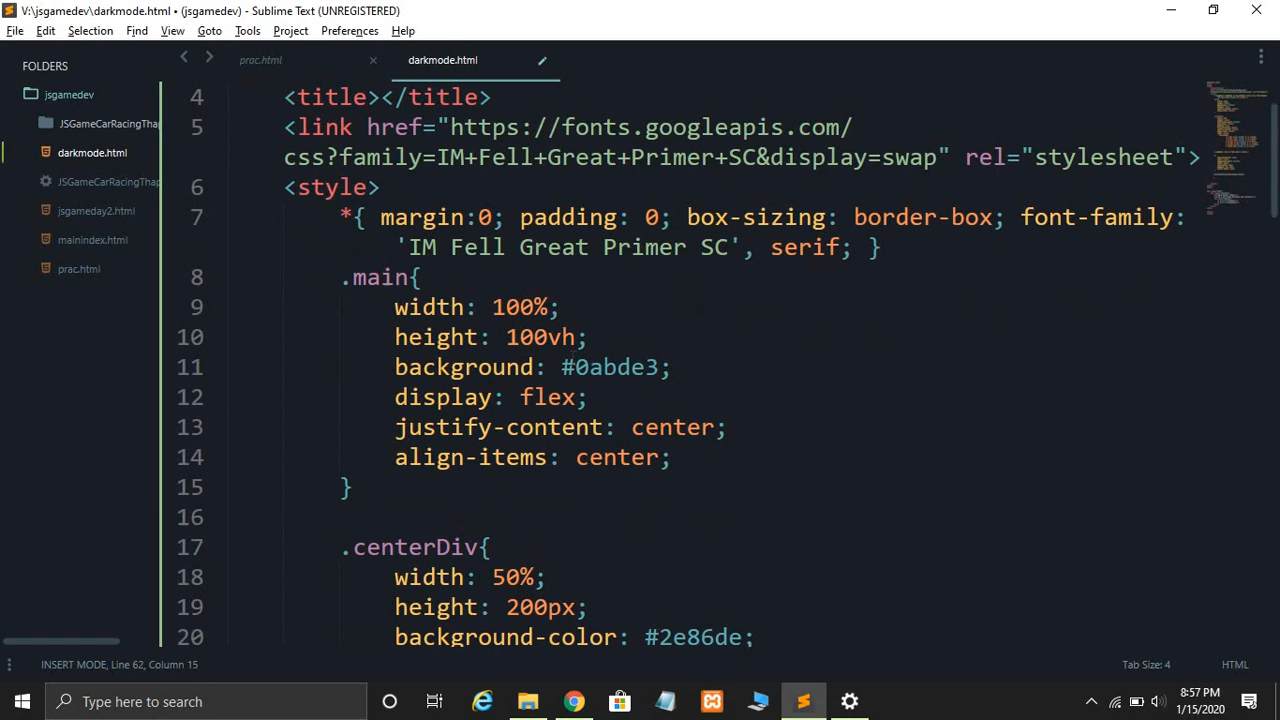 V:\jsgamedev\darkmode.html • (jsgamedev) - Sublime Text (UNREGISTERED)
File Edit Selection Find View Goto Tools Project Preferences Help
FOLDERS
jsgamedev
JSGameCarRacingThap
darkmode.html
JSGameCarRacingThap
jsgameday2.html
mainindex.html
prac.html
prac.html
darkmode.html
4 <title></title>
5 <link href="https://fonts.googleapis.com/
css?family=IM+Fell+Great+Primer+SC&display=swap" rel="stylesheet">
6 <style>
7 *{ margin:0; padding: 0; box-sizing: border-box; font-family:
'IM Fell Great Primer SC', serif; }
8 .main{
9 width: 100%;
10 height: 100vh;
11 background: #0abde3;
12 display: flex;
13 justify-content: center;
14 align-items: center;
15 }
16
17 .centerDiv{
18 width: 50%;
19 height: 200px;
20 background-color: #2e86de;
INSERT MODE, Line 62, Column 15
Tab Size: 4
HTML
Type here to search
8:57 PM
1/15/2020